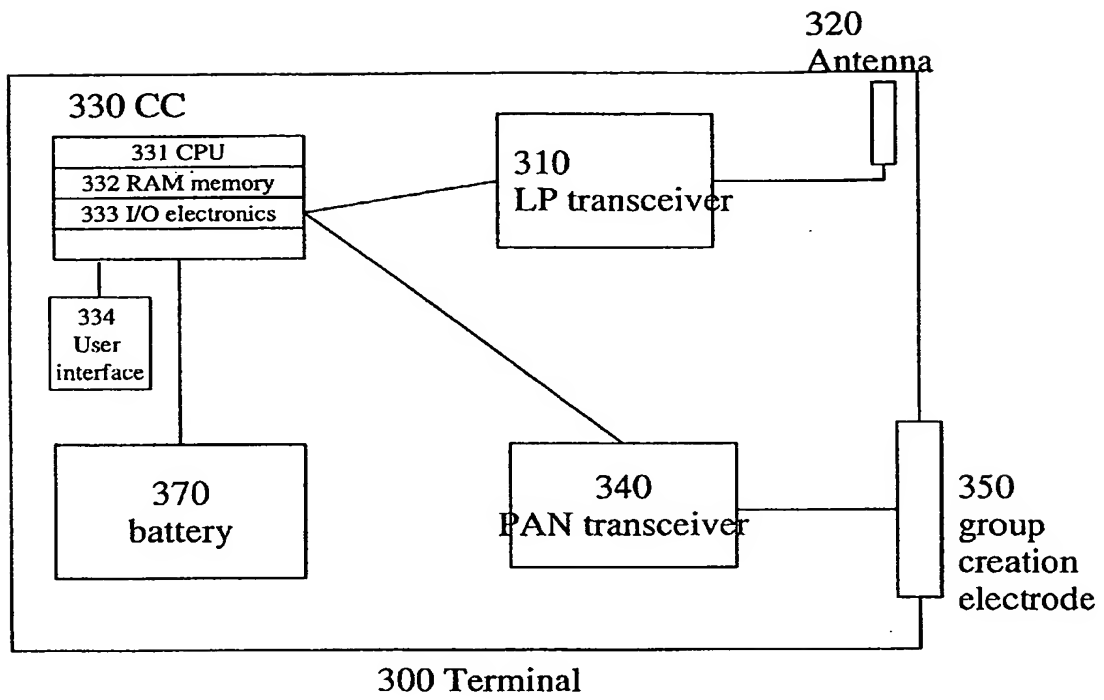 320
Antenna
330 CC
331 CPU
332 RAM memory
333 I/O electronics
310
LP transceiver
334
User
interface
370
battery
340
PAN transceiver
350
group
creation
electrode
300 Terminal